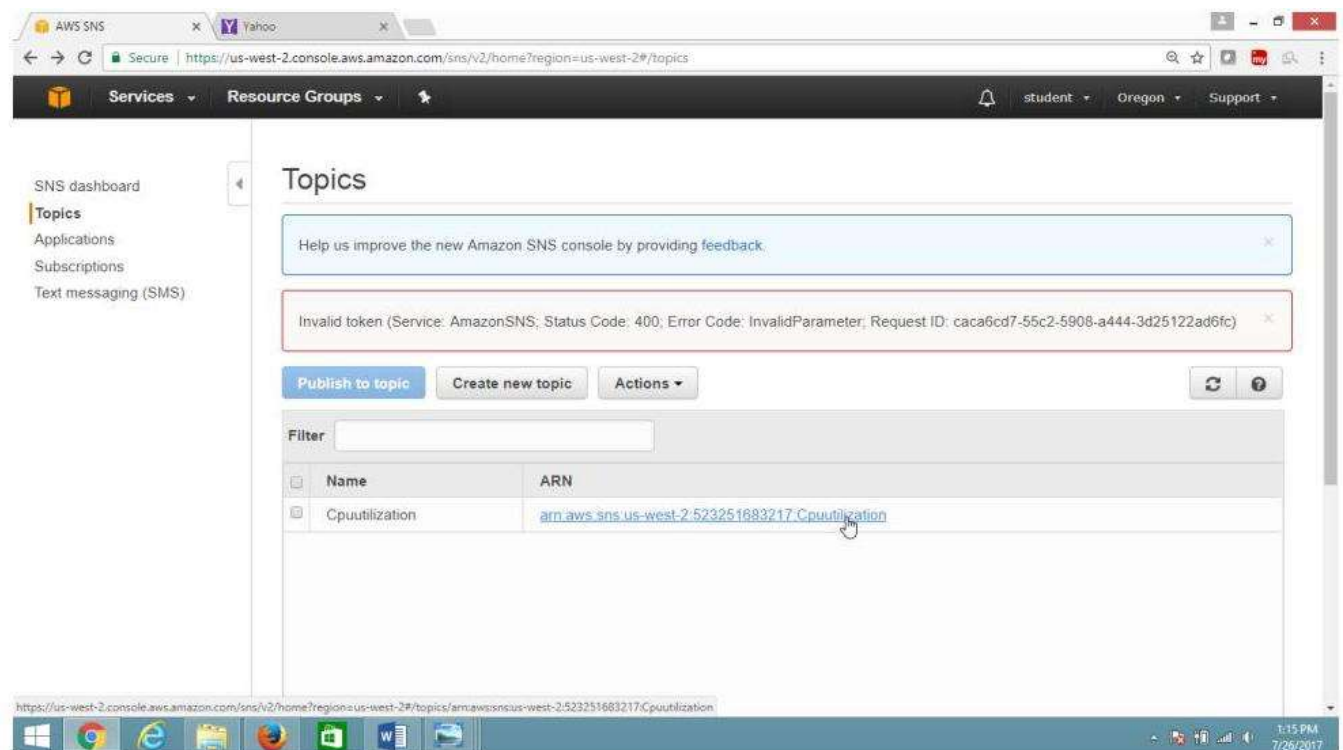 AWS SNS
Yahoo
Secure | https://us-west-2.console.aws.amazon.com/sns/v2/home?region=us-west-2#/topics
Services
Resource Groups
student
Oregon
Support
SNS dashboard
Topics
Applications
Subscriptions
Text messaging (SMS)
Topics
Help us improve the new Amazon SNS console by providing feedback.
Invalid token (Service: AmazonSNS; Status Code: 400; Error Code: InvalidParameter; Request ID: caca6cd7-55c2-5908-a444-3d25122ad6fc)
Publish to topic
Create new topic
Actions
Filter
Name
ARN
Cpuutilization
arn:aws:sns:us-west-2:523251683217:Cpuutilization
https://us-west-2.console.aws.amazon.com/sns/v2/home?region=us-west-2#/topics/arn:aws:sns:us-west-2:523251683217:Cpuutilization
1:15 PM
7/26/2017